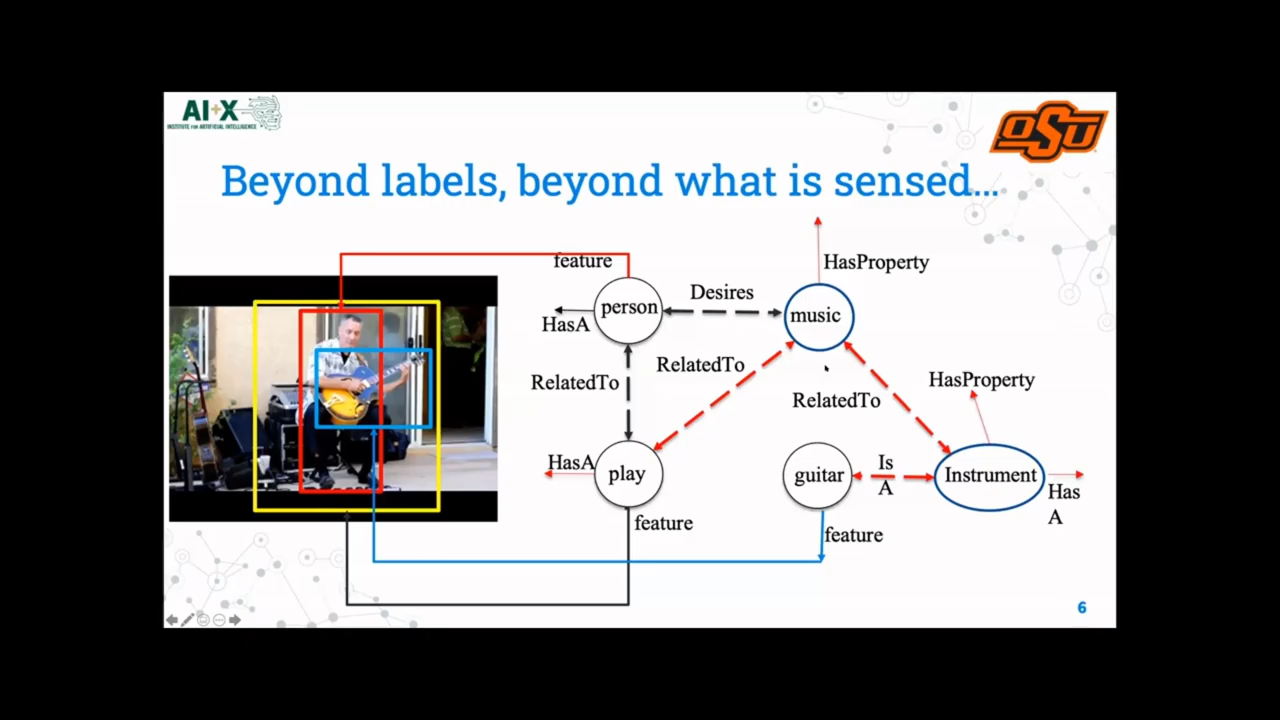 AI+X
INSTITUTE FOR ARTIFICIAL INTELLIGENCE
OSU
Beyond labels, beyond what is sensed...
feature
HasProperty
person
Desires
music
HasA
RelatedTo
RelatedTo
RelatedTo
HasProperty
HasA
play
guitar
Is
A
Instrument
Has
A
feature
feature
6